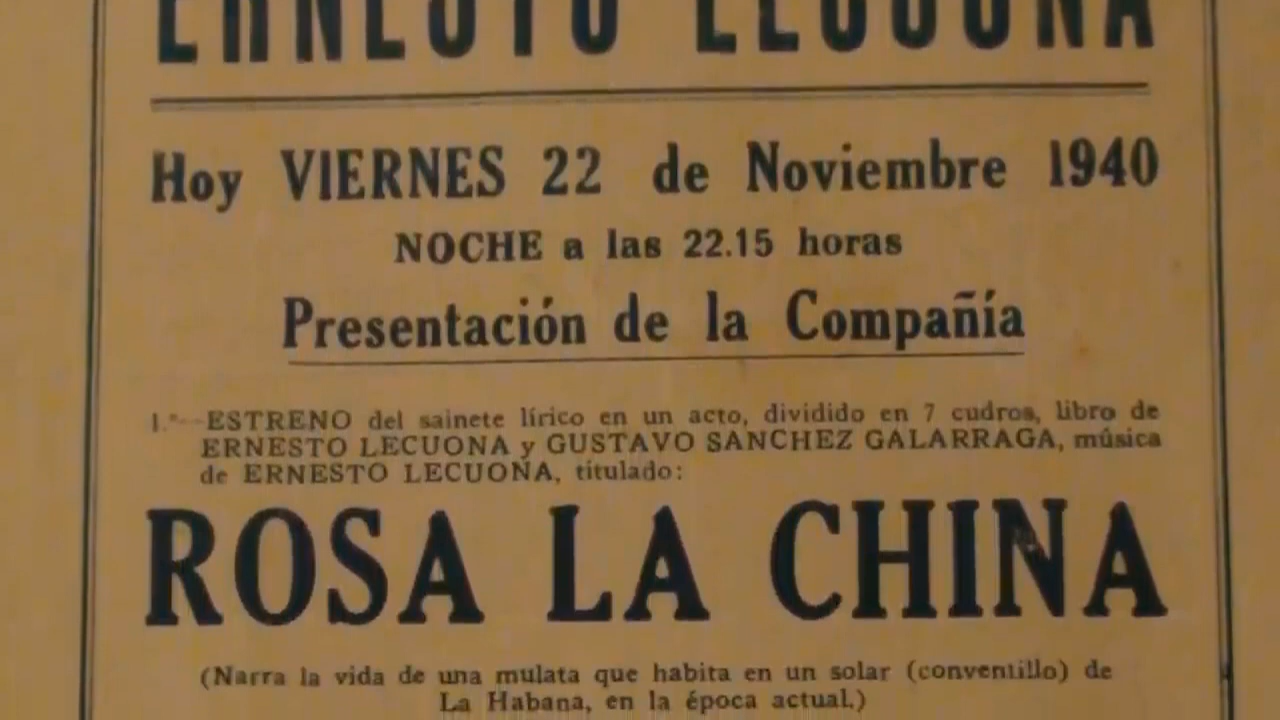 ERNESTO LECUONA
Hoy VIERNES 22 de Noviembre 1940
NOCHE a las 22.15 horas
Presentación de la Compañía
1.º—ESTRENO del sainete lírico en un acto, dividido en 7 cudros, libro de
ERNESTO LECUONA y GUSTAVO SANCHEZ GALARRAGA, música
de ERNESTO LECUONA, titulado:
ROSA LA CHINA
(Narra la vida de una mulata que habita en un solar (conventillo) de
La Habana, en la época actual.)